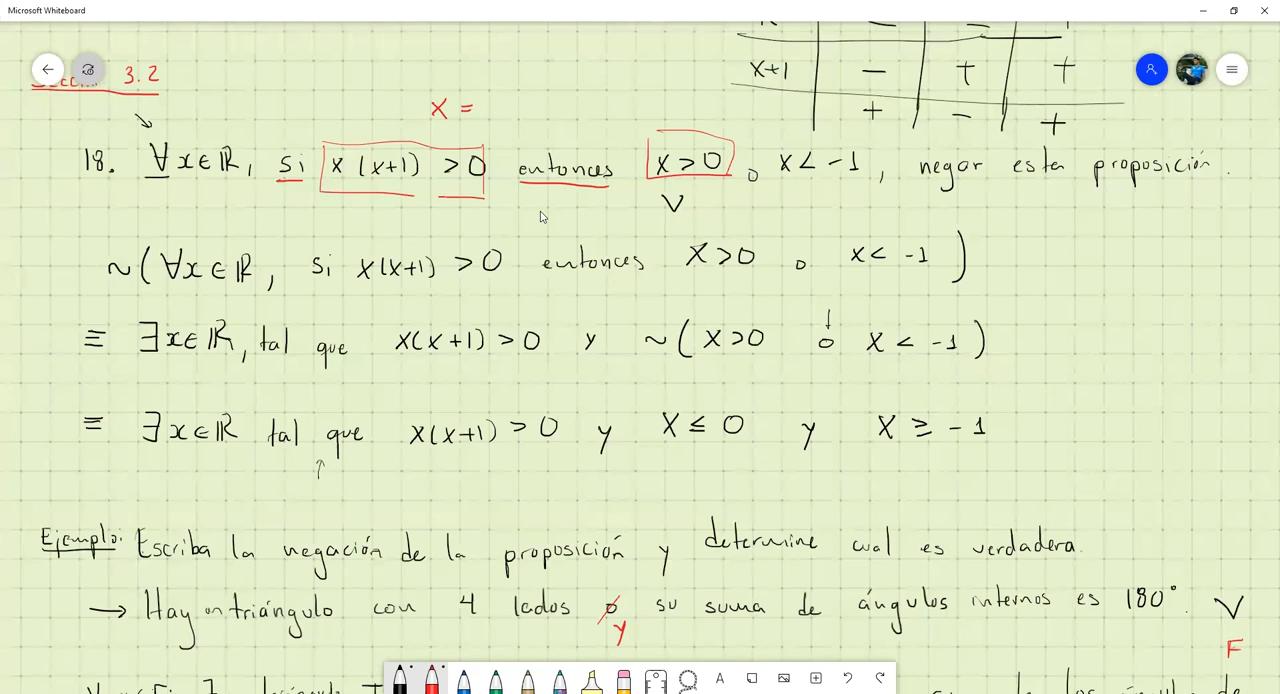 Microsoft Whiteboard
x+1 − + +
+ − +
3.2
x =
18. ∀x∈ℝ, si x(x+1) >0 entonces x>0 o x< -1, negar esta proposición.
V
~(∀x∈ℝ, si x(x+1) >0 entonces x>0 o x< -1)
≡ ∃x∈ℝ, tal que x(x+1)>0 y ~(x>0 o x< -1)
≡ ∃x∈ℝ tal que x(x+1)>0 y x≤0 y x≥-1
Ejemplo: Escriba la negación de la proposición y determine cual es verdadera.
→ Hay un triángulo con 4 lados o su suma de ángulos internos es 180°. V
y F